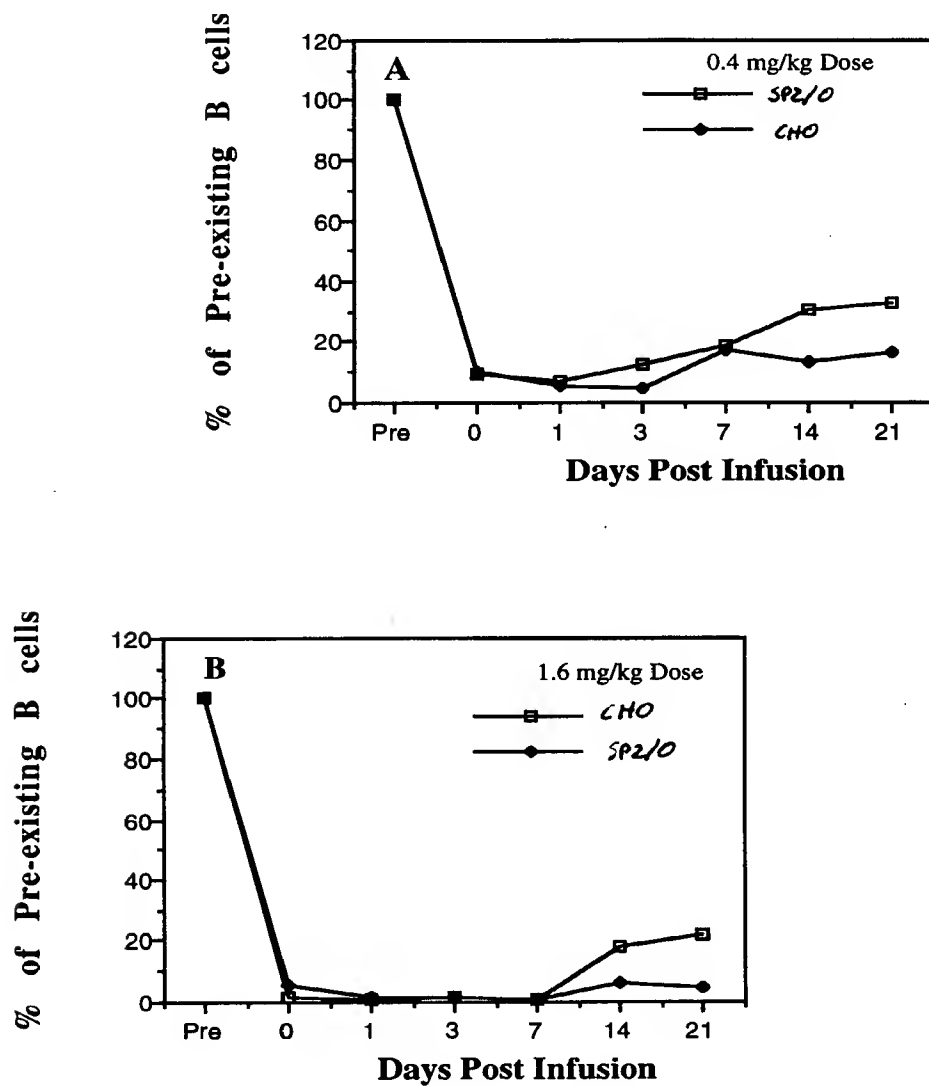 % of Pre-existing B cells
120
100
80
60
40
20
0
A
0.4 mg/kg Dose
SP2/0
CHO
Pre 0 1 3 7 14 21
Days Post Infusion
% of Pre-existing B cells
120
100
80
60
40
20
0
B
1.6 mg/kg Dose
CHO
SP2/0
Pre 0 1 3 7 14 21
Days Post Infusion